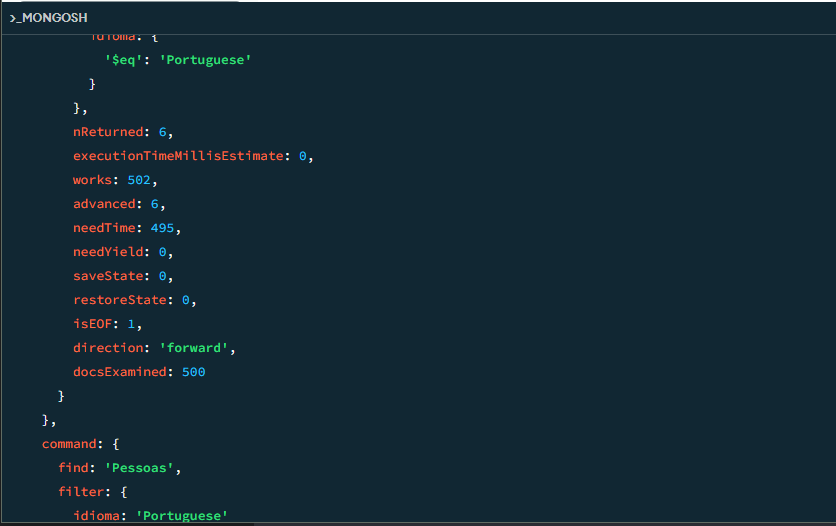 >_MONGOSH
idioma: {
'$eq': 'Portuguese'
}
},
nReturned: 6,
executionTimeMillisEstimate: 0,
works: 502,
advanced: 6,
needTime: 495,
needYield: 0,
saveState: 0,
restoreState: 0,
isEOF: 1,
direction: 'forward',
docsExamined: 500
}
},
command: {
find: 'Pessoas',
filter: {
idioma: 'Portuguese'